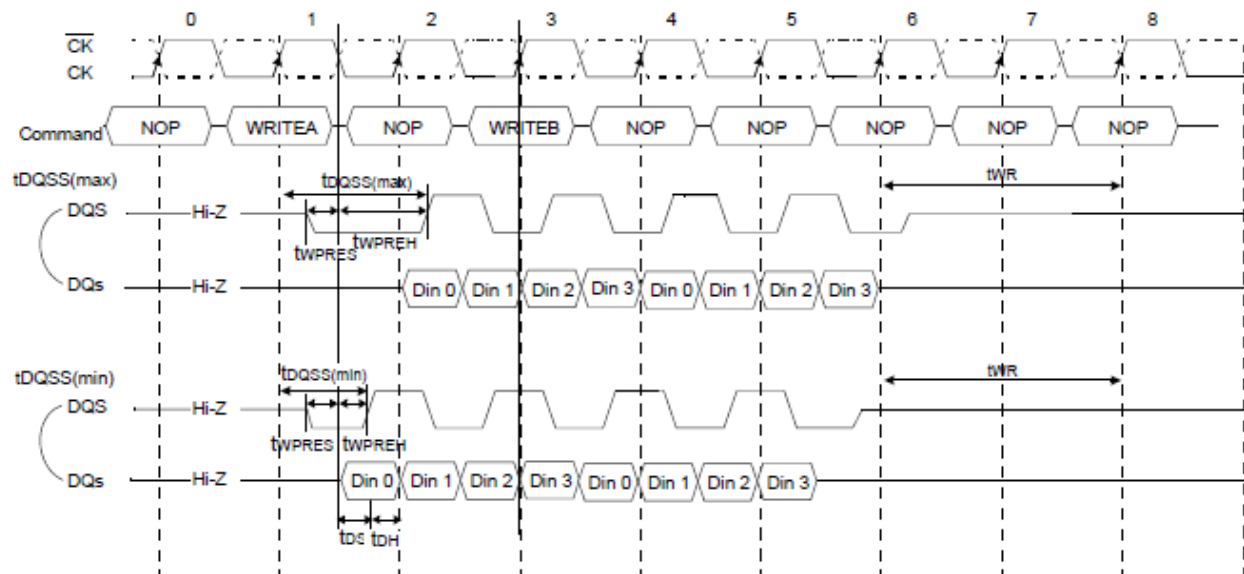 0 1 2 3 4 5 6 7 8
CK
CK
Command NOP WRITEA NOP WRITEB NOP NOP NOP NOP NOP
tDQSS(max) tDQSS(max) tWR
DQS Hi-Z
tWPRES tWPREH
DQs Hi-Z Din 0 Din 1 Din 2 Din 3 Din 0 Din 1 Din 2 Din 3
tDQSS(min) tDQSS(min) tWR
DQS Hi-Z
tWPRES tWPREH
DQs Hi-Z Din 0 Din 1 Din 2 Din 3 Din 0 Din 1 Din 2 Din 3
tDS tDH